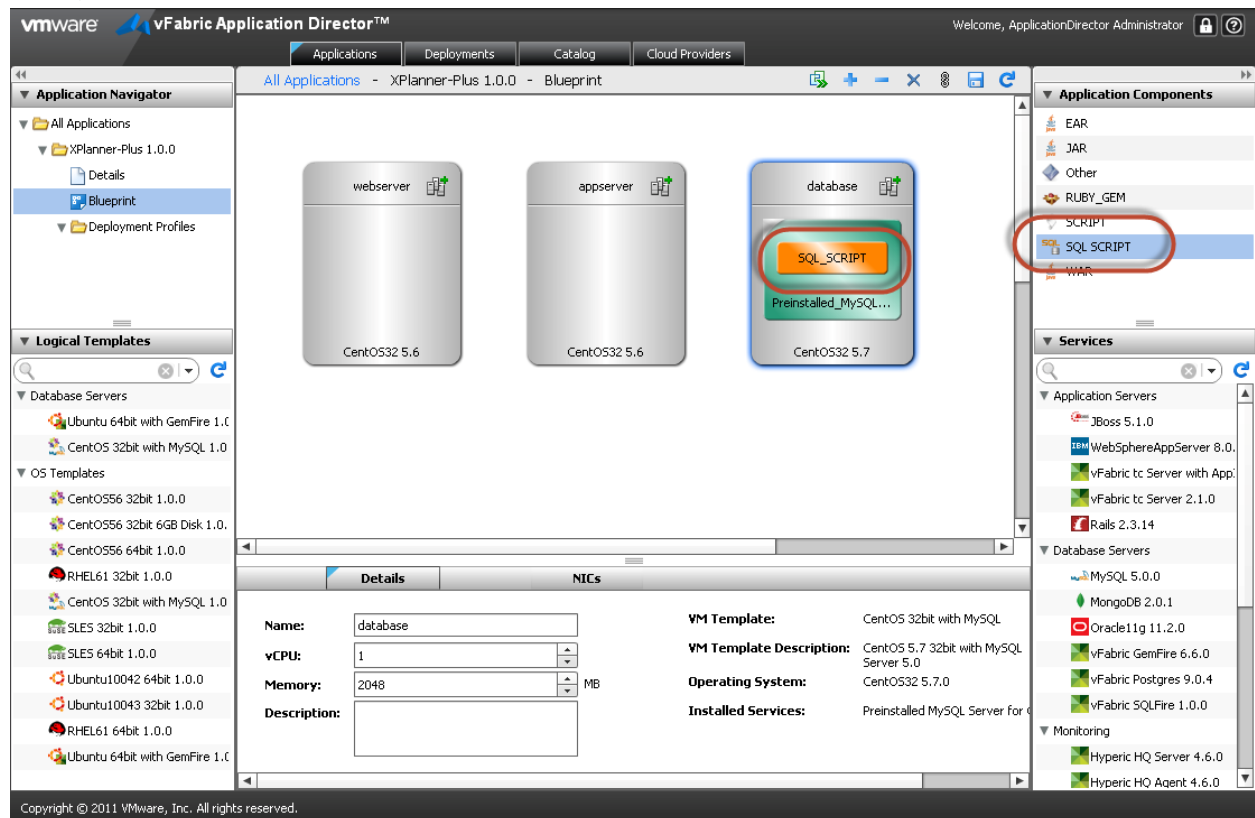 vmware vFabric Application Director™ Welcome, ApplicationDirector Administrator
Applications Deployments Catalog Cloud Providers
Application Navigator
All Applications
XPlanner-Plus 1.0.0
Details
Blueprint
Deployment Profiles
Logical Templates
Database Servers
Ubuntu 64bit with GemFire 1.0
CentOS 32bit with MySQL 1.0
OS Templates
CentOS56 32bit 1.0.0
CentOS56 32bit 6GB Disk 1.0.
CentOS56 64bit 1.0.0
RHEL61 32bit 1.0.0
CentOS 32bit with MySQL 1.0
SLES 32bit 1.0.0
SLES 64bit 1.0.0
Ubuntu10042 64bit 1.0.0
Ubuntu10043 32bit 1.0.0
RHEL61 64bit 1.0.0
Ubuntu 64bit with GemFire 1.0
All Applications - XPlanner-Plus 1.0.0 - Blueprint
webserver
CentOS32 5.6
appserver
CentOS32 5.6
database
SQL_SCRIPT
Preinstalled_MySQL...
CentOS32 5.7
Details NICs
Name: database
vCPU: 1
Memory: 2048 MB
Description:
VM Template: CentOS 32bit with MySQL
VM Template Description: CentOS 5.7 32bit with MySQL
Server 5.0
Operating System: CentOS32 5.7.0
Installed Services: Preinstalled MySQL Server for
Application Components
EAR
JAR
Other
RUBY_GEM
SCRIPT
SQL SCRIPT
WAR
Services
Application Servers
JBoss 5.1.0
WebSphereAppServer 8.0.
vFabric tc Server with App
vFabric tc Server 2.1.0
Rails 2.3.14
Database Servers
MySQL 5.0.0
MongoDB 2.0.1
Oracle11g 11.2.0
vFabric GemFire 6.6.0
vFabric Postgres 9.0.4
vFabric SQLFire 1.0.0
Monitoring
Hyperic HQ Server 4.6.0
Hyperic HQ Agent 4.6.0
Copyright © 2011 VMware, Inc. All rights reserved.